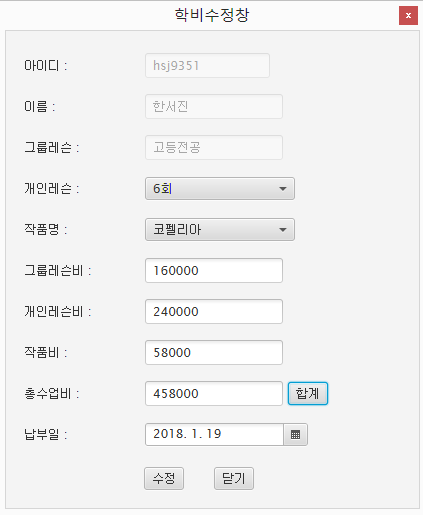 학비수정창
x
아이디 : hsj9351
이름 : 한서진
그룹레슨 : 고등전공
개인레슨 : 6회
작품명 : 코펠리아
그룹레슨비 : 160000
개인레슨비 : 240000
작품비 : 58000
총수업비 : 458000 합계
납부일 : 2018. 1. 19
수정 닫기